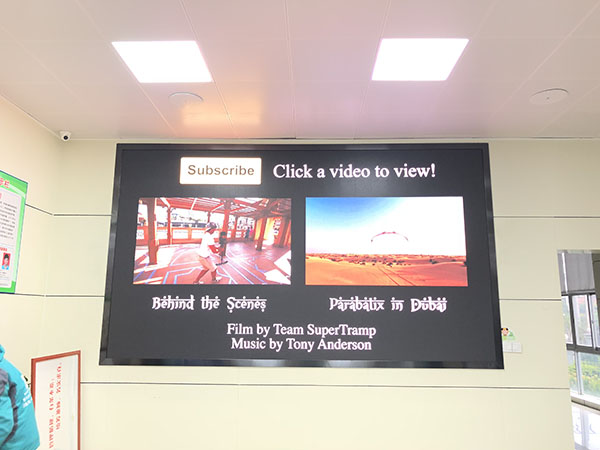 Subscribe Click a video to view!
Behind the Scenes
Parabatix in Dubai
Film by Team SuperTramp
Music by Tony Anderson